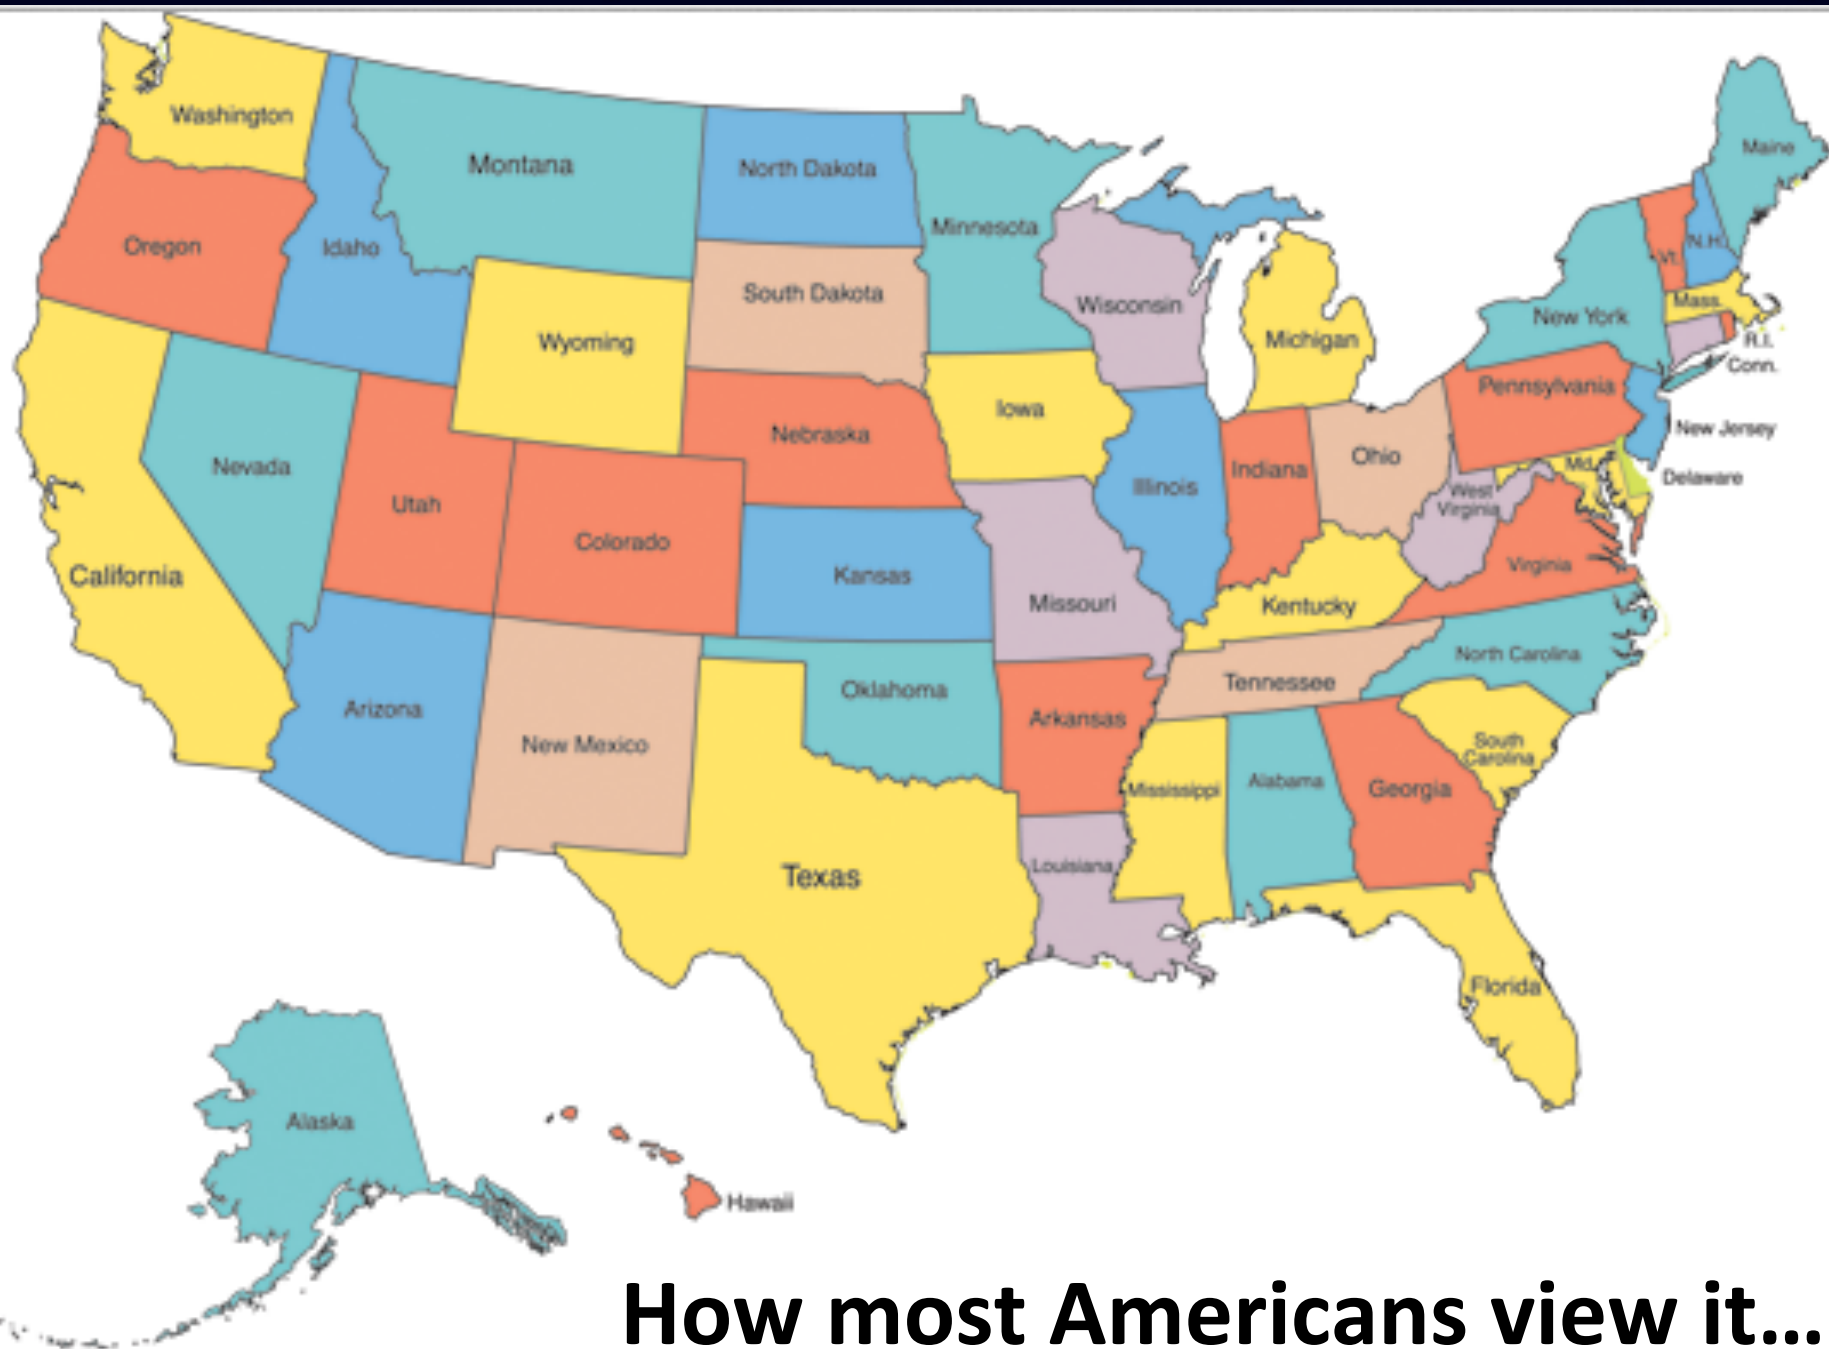 Washington
Montana
North Dakota
Minnesota
Maine
Oregon
Idaho
Vt.
N.H.
South Dakota
Wisconsin
Mass.
New York
Wyoming
Michigan
R.I.
Conn.
Pennsylvania
Iowa
Nebraska
New Jersey
Nevada
Utah
Illinois
Indiana
Ohio
Md.
Delaware
West
Virginia
Colorado
California
Kansas
Missouri
Kentucky
Virginia
North Carolina
Arizona
New Mexico
Oklahoma
Tennessee
Arkansas
South
Carolina
Mississippi
Alabama
Georgia
Texas
Louisiana
Florida
Alaska
Hawaii
How most Americans view it...